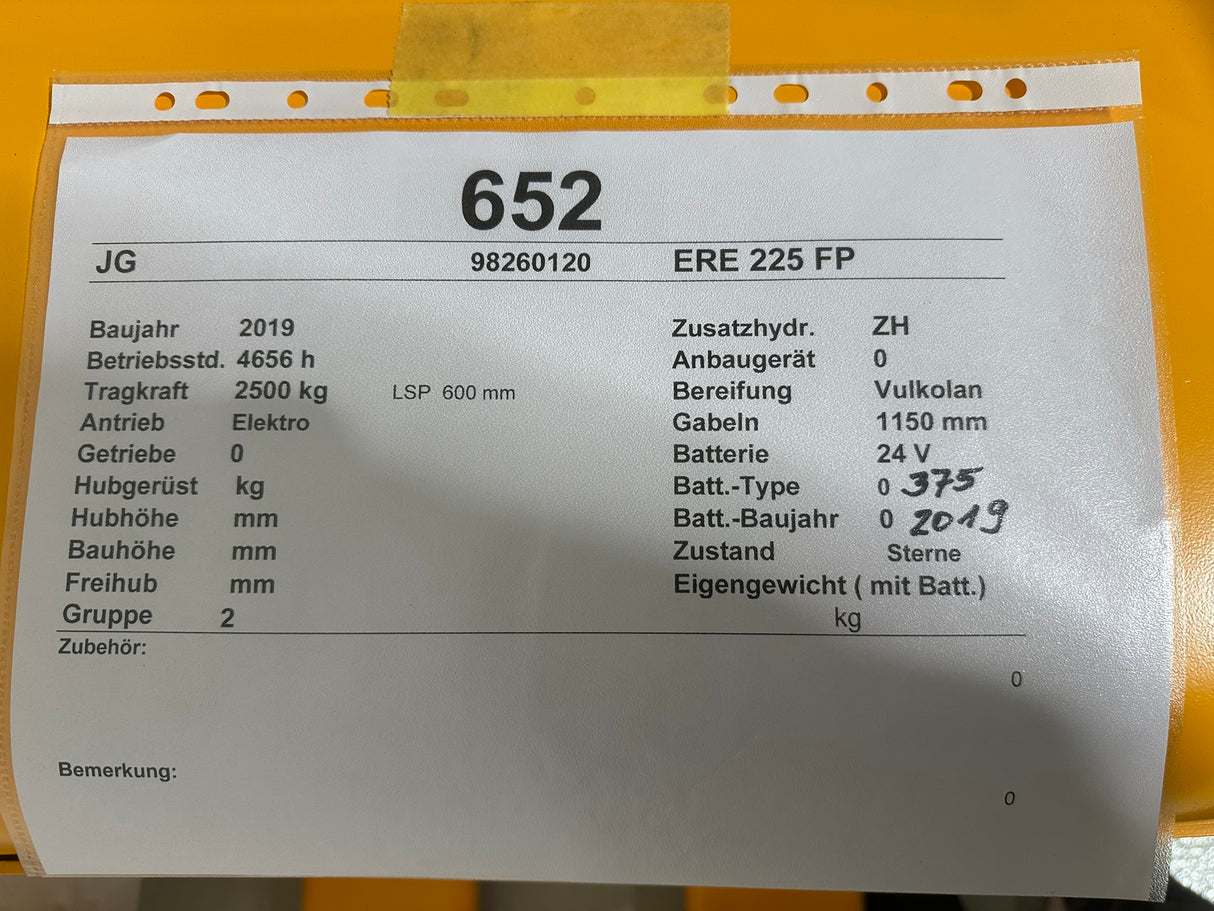 652
JG 98260120 ERE 225 FP
Baujahr 2019 Zusatzhydr. ZH
Betriebsstd. 4656 h Anbaugerät 0
Tragkraft 2500 kg LSP 600 mm Bereifung Vulkolan
Antrieb Elektro Gabeln 1150 mm
Getriebe 0 Batterie 24 V
Hubgerüst kg Batt.-Type 0 375
Hubhöhe mm Batt.-Baujahr 0 2019
Bauhöhe mm Zustand Sterne
Freihub mm Eigengewicht ( mit Batt.)
Gruppe 2 kg
Zubehör:
0
Bemerkung:
0